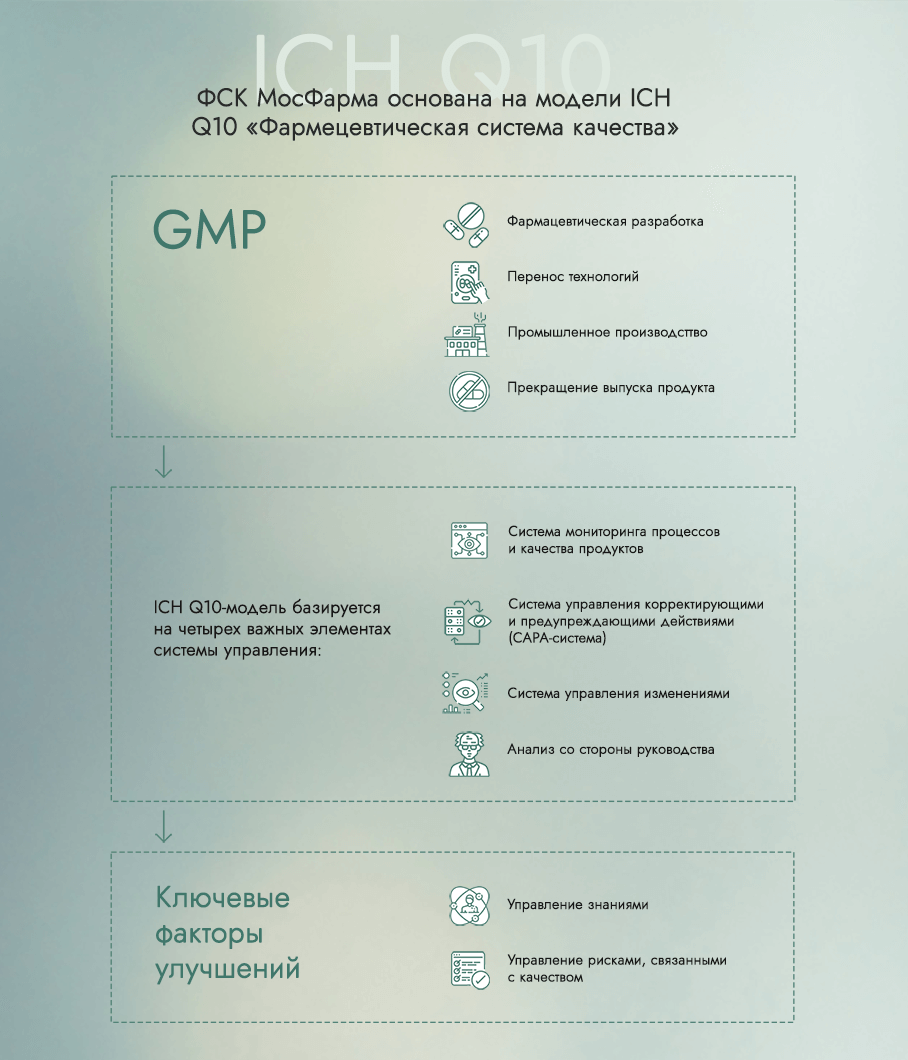 ICH Q10
ФСК МосФарма основана на модели ICH
Q10 «Фармецевтическая система качества»
GMP
Фармацевтическая разработка
Перенос технологий
Промышленное производство
Прекращение выпуска продукта
ICH Q10-модель базируется
на четырех важных элементах
системы управления:
Система мониторинга процессов
и качества продуктов
Система управления корректирующими
и предупреждающими действиями
(CAPA-система)
Система управления изменениями
Анализ со стороны руководства
Ключевые
факторы
улучшений
Управление знаниями
Управление рисками, связанными
с качеством